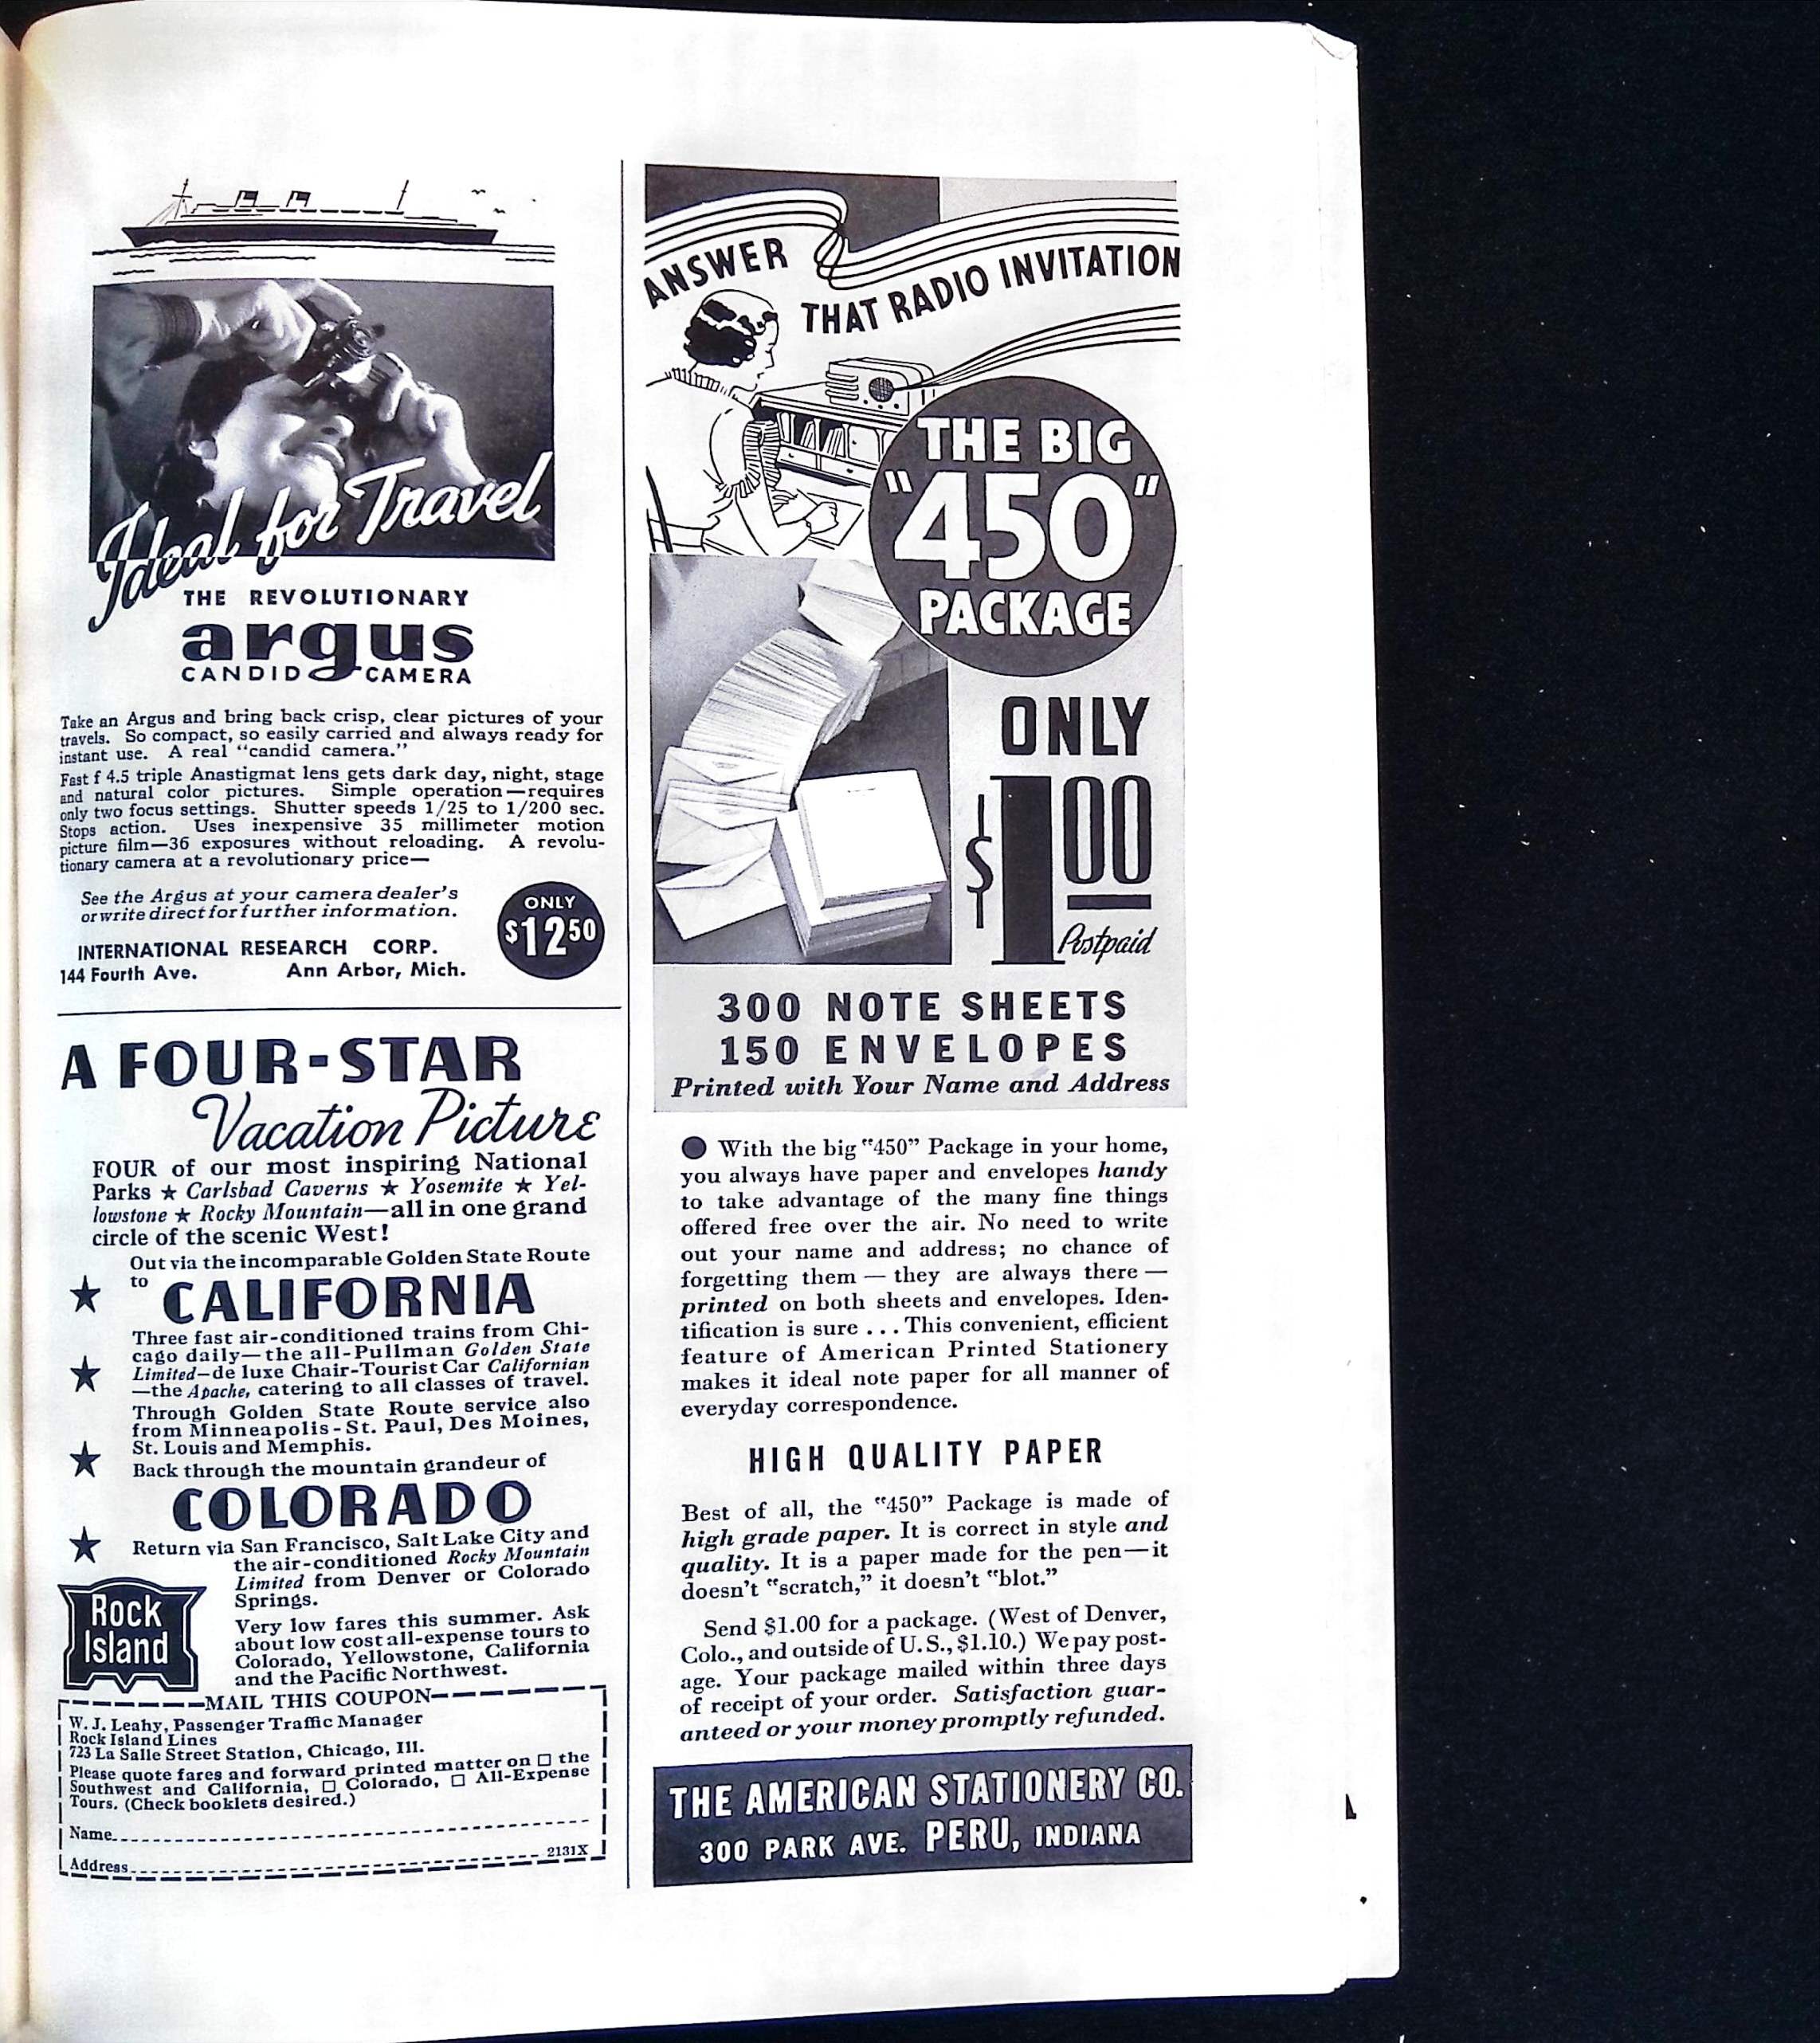 Ideal for Travel
THE REVOLUTIONARY
argus
CANDID CAMERA
Take an Argus and bring back crisp, clear pictures of your
travels. So compact, so easily carried and always ready for
instant use. A real "candid camera."
Fast f 4.5 triple Anastigmat lens gets dark day, night, stage
and natural color pictures. Simple operation—requires
only two focus settings. Shutter speeds 1/25 to 1/200 sec.
Stops action. Uses inexpensive 35 millimeter motion
picture film—36 exposures without reloading. A revolu-
tionary camera at a revolutionary price—
See the Argus at your camera dealer's
or write direct for further information.
ONLY
$12 50
INTERNATIONAL RESEARCH CORP.
144 Fourth Ave. Ann Arbor, Mich.
A FOUR-STAR
Vacation Picture
FOUR of our most inspiring National
Parks ★ Carlsbad Caverns ★ Yosemite ★ Yel-
lowstone ★ Rocky Mountain—all in one grand
circle of the scenic West!
Out via the incomparable Golden State Route
to CALIFORNIA
Three fast air-conditioned trains from Chi-
cago daily—the all-Pullman Golden State
Limited—de luxe Chair-Tourist Car Californian
—the Apache, catering to all classes of travel.
Through Golden State Route service also
from Minneapolis-St. Paul, Des Moines,
St. Louis and Memphis.
Back through the mountain grandeur of
COLORADO
Return via San Francisco, Salt Lake City and
the air-conditioned Rocky Mountain
Limited from Denver or Colorado
Springs.
Very low fares this summer. Ask
about low cost all-expense tours to
Colorado, Yellowstone, California
and the Pacific Northwest.
Rock
Island
MAIL THIS COUPON
W. J. Leahy, Passenger Traffic Manager
Rock Island Lines
723 La Salle Street Station, Chicago, Ill.
Please quote fares and forward printed matter on □ the
Southwest and California, □ Colorado, □ All-Expense
Tours. (Check booklets desired.)
Name
Address 2131X
ANSWER THAT RADIO INVITATION
THE BIG
"450"
PACKAGE
ONLY
$1 00
Postpaid
300 NOTE SHEETS
150 ENVELOPES
Printed with Your Name and Address
● With the big "450" Package in your home,
you always have paper and envelopes handy
to take advantage of the many fine things
offered free over the air. No need to write
out your name and address; no chance of
forgetting them — they are always there —
printed on both sheets and envelopes. Iden-
tification is sure . . . This convenient, efficient
feature of American Printed Stationery
makes it ideal note paper for all manner of
everyday correspondence.
HIGH QUALITY PAPER
Best of all, the "450" Package is made of
high grade paper. It is correct in style and
quality. It is a paper made for the pen—it
doesn't "scratch," it doesn't "blot."
Send $1.00 for a package. (West of Denver,
Colo., and outside of U. S., $1.10.) We pay post-
age. Your package mailed within three days
of receipt of your order. Satisfaction guar-
anteed or your money promptly refunded.
THE AMERICAN STATIONERY CO.
300 PARK AVE. PERU, INDIANA